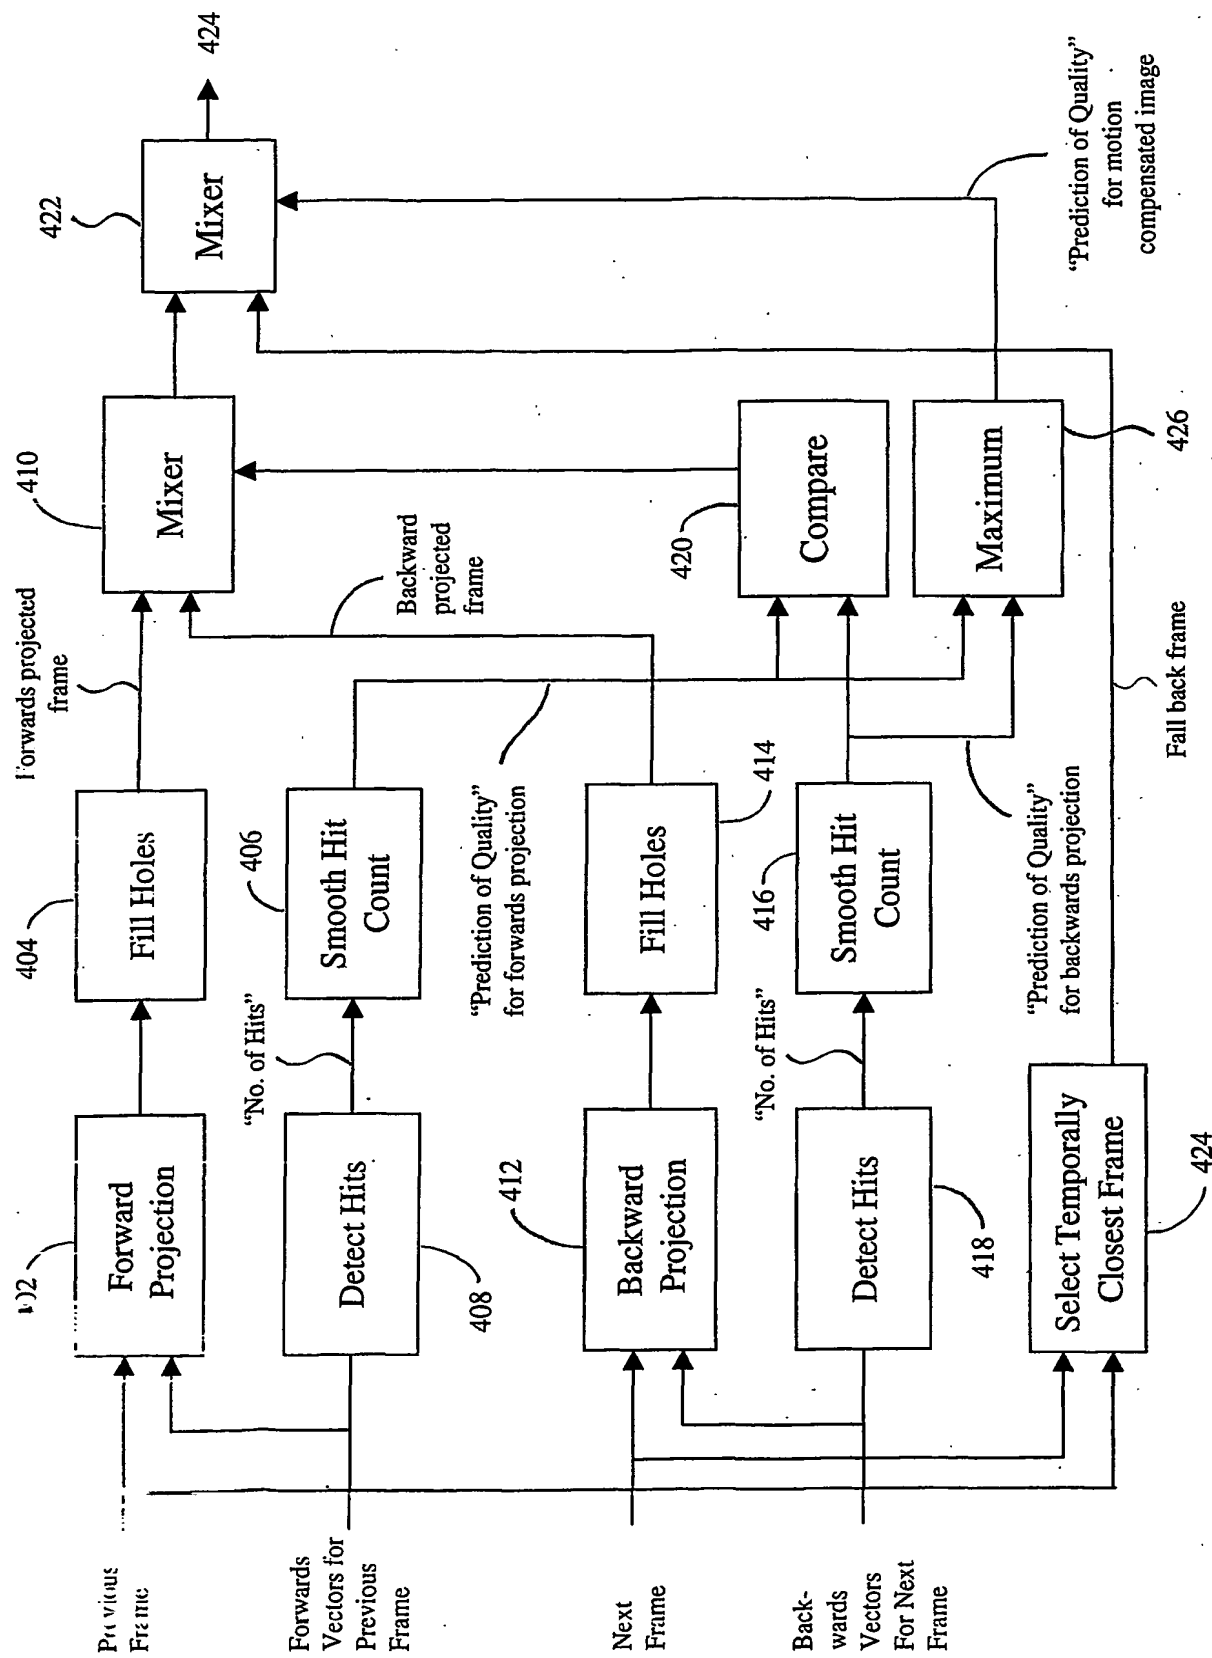 Previous
Frame
Forwards
Vectors for
Previous
Frame
Next
Frame
Back-
wards
Vectors
For Next
Frame
402
Forward
Projection
404
Fill Holes
Forwards projected
frame
410
Mixer
422
Mixer
424
Detect Hits
408
"No. of Hits"
406
Smooth Hit
Count
"Prediction of Quality"
for forwards projection
412
Backward
Projection
Fill Holes
414
Backward
projected
frame
Detect Hits
418
"No. of Hits"
416
Smooth Hit
Count
"Prediction of Quality"
for backwards projection
420
Compare
Maximum
426
"Prediction of Quality"
for motion
compensated image
Select Temporally
Closest Frame
424
Fall back frame